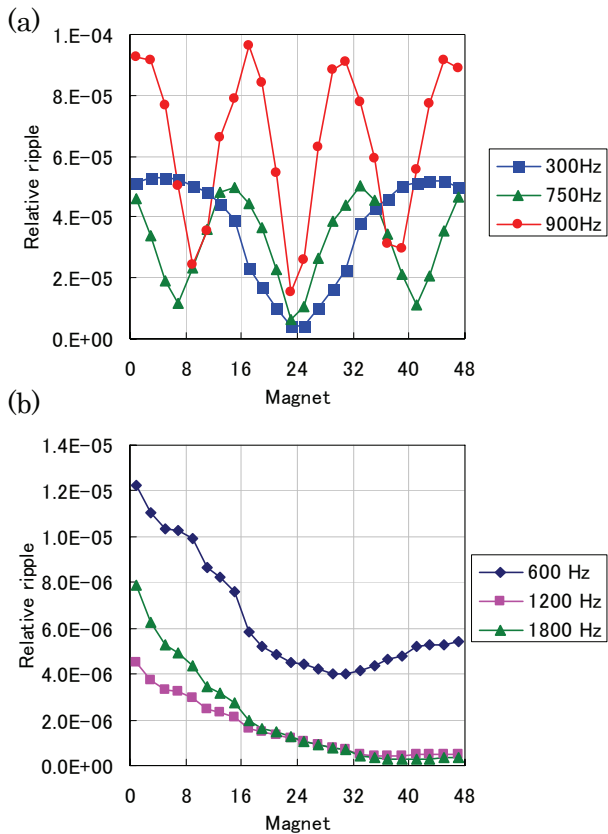 (a)
1.E-04
8.E-05
6.E-05
4.E-05
2.E-05
0.E+00
Relative ripple
0 8 16 24 32 40 48
Magnet
300Hz
750Hz
900Hz
(b)
1.4E-05
1.2E-05
1.0E-05
8.0E-06
6.0E-06
4.0E-06
2.0E-06
0.0E+00
Relative ripple
0 8 16 24 32 40 48
Magnet
600 Hz
1200 Hz
1800 Hz